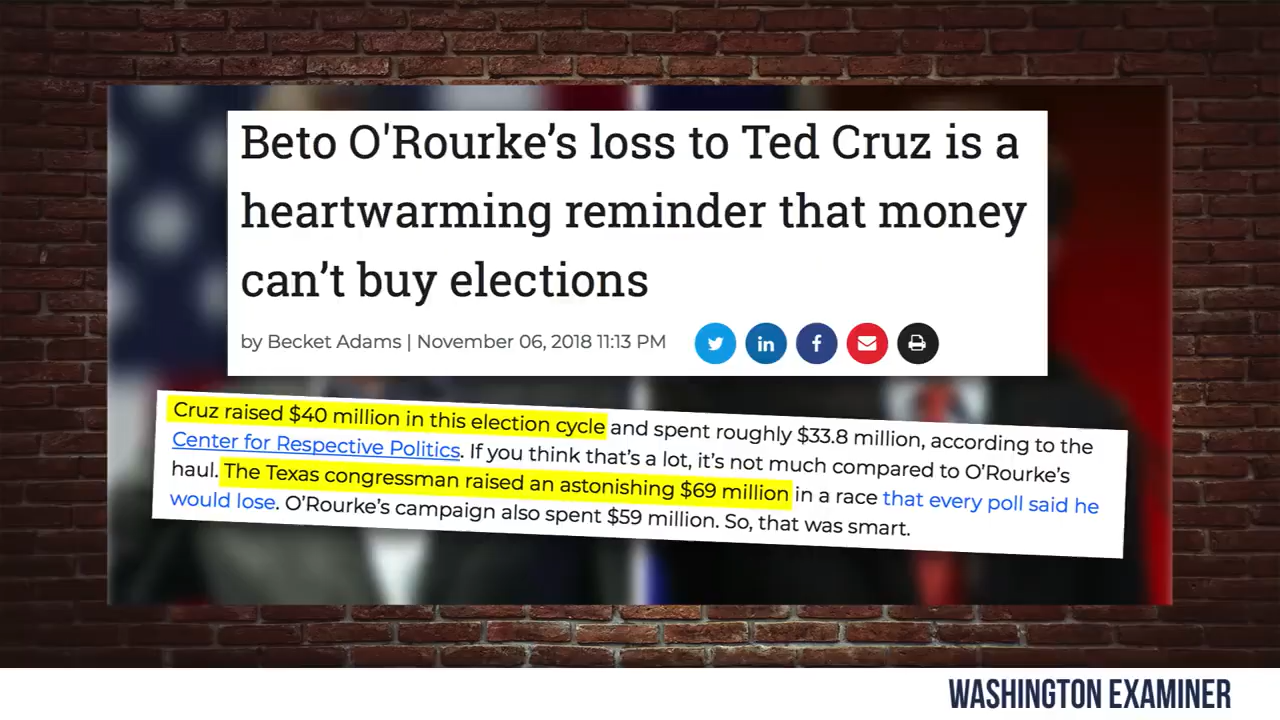 Beto O'Rourke’s loss to Ted Cruz is a
heartwarming reminder that money
can’t buy elections
by Becket Adams | November 06, 2018 11:13 PM
Cruz raised $40 million in this election cycle and spent roughly $33.8 million, according to the
Center for Respective Politics. If you think that’s a lot, it’s not much compared to O’Rourke’s
haul. The Texas congressman raised an astonishing $69 million in a race that every poll said he
would lose. O’Rourke’s campaign also spent $59 million. So, that was smart.
WASHINGTON EXAMINER